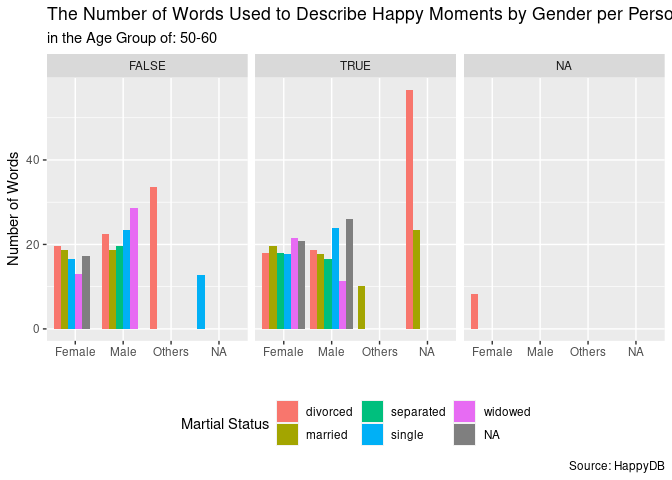 The Number of Words Used to Describe Happy Moments by Gender per Perso
in the Age Group of: 50-60
FALSE TRUE NA
Number of Words
40
20
0
Female Male Others NA Female Male Others NA Female Male Others NA
Martial Status
divorced separated widowed
married single NA
Source: HappyDB